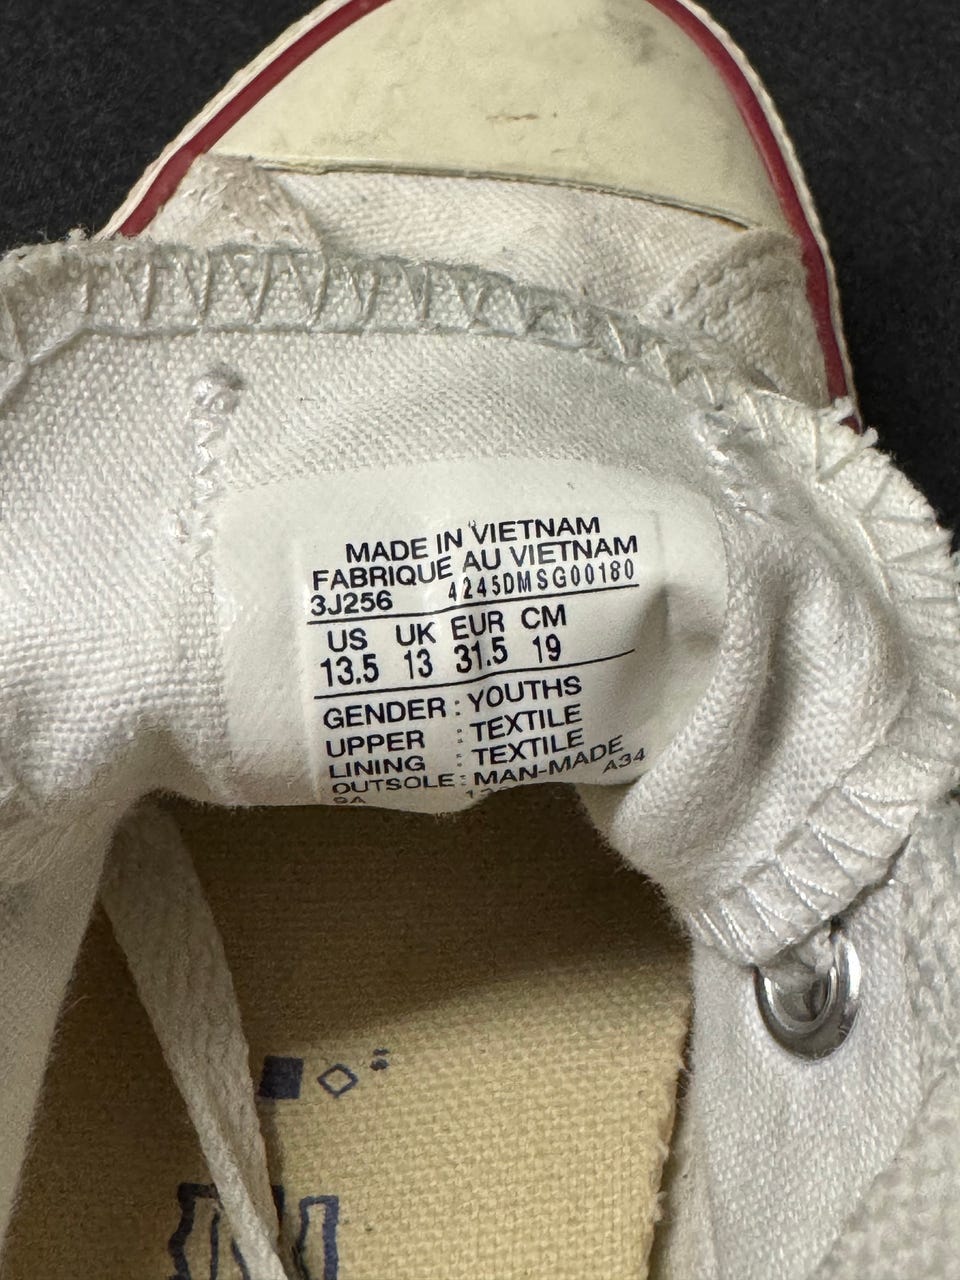 MADE IN VIETNAM
FABRIQUE AU VIETNAM
3J256 4245DMSG00180
US UK EUR CM
13.5 13 31.5 19
GENDER : YOUTHS
UPPER : TEXTILE
LINING : TEXTILE
OUTSOLE : MAN-MADE
A34